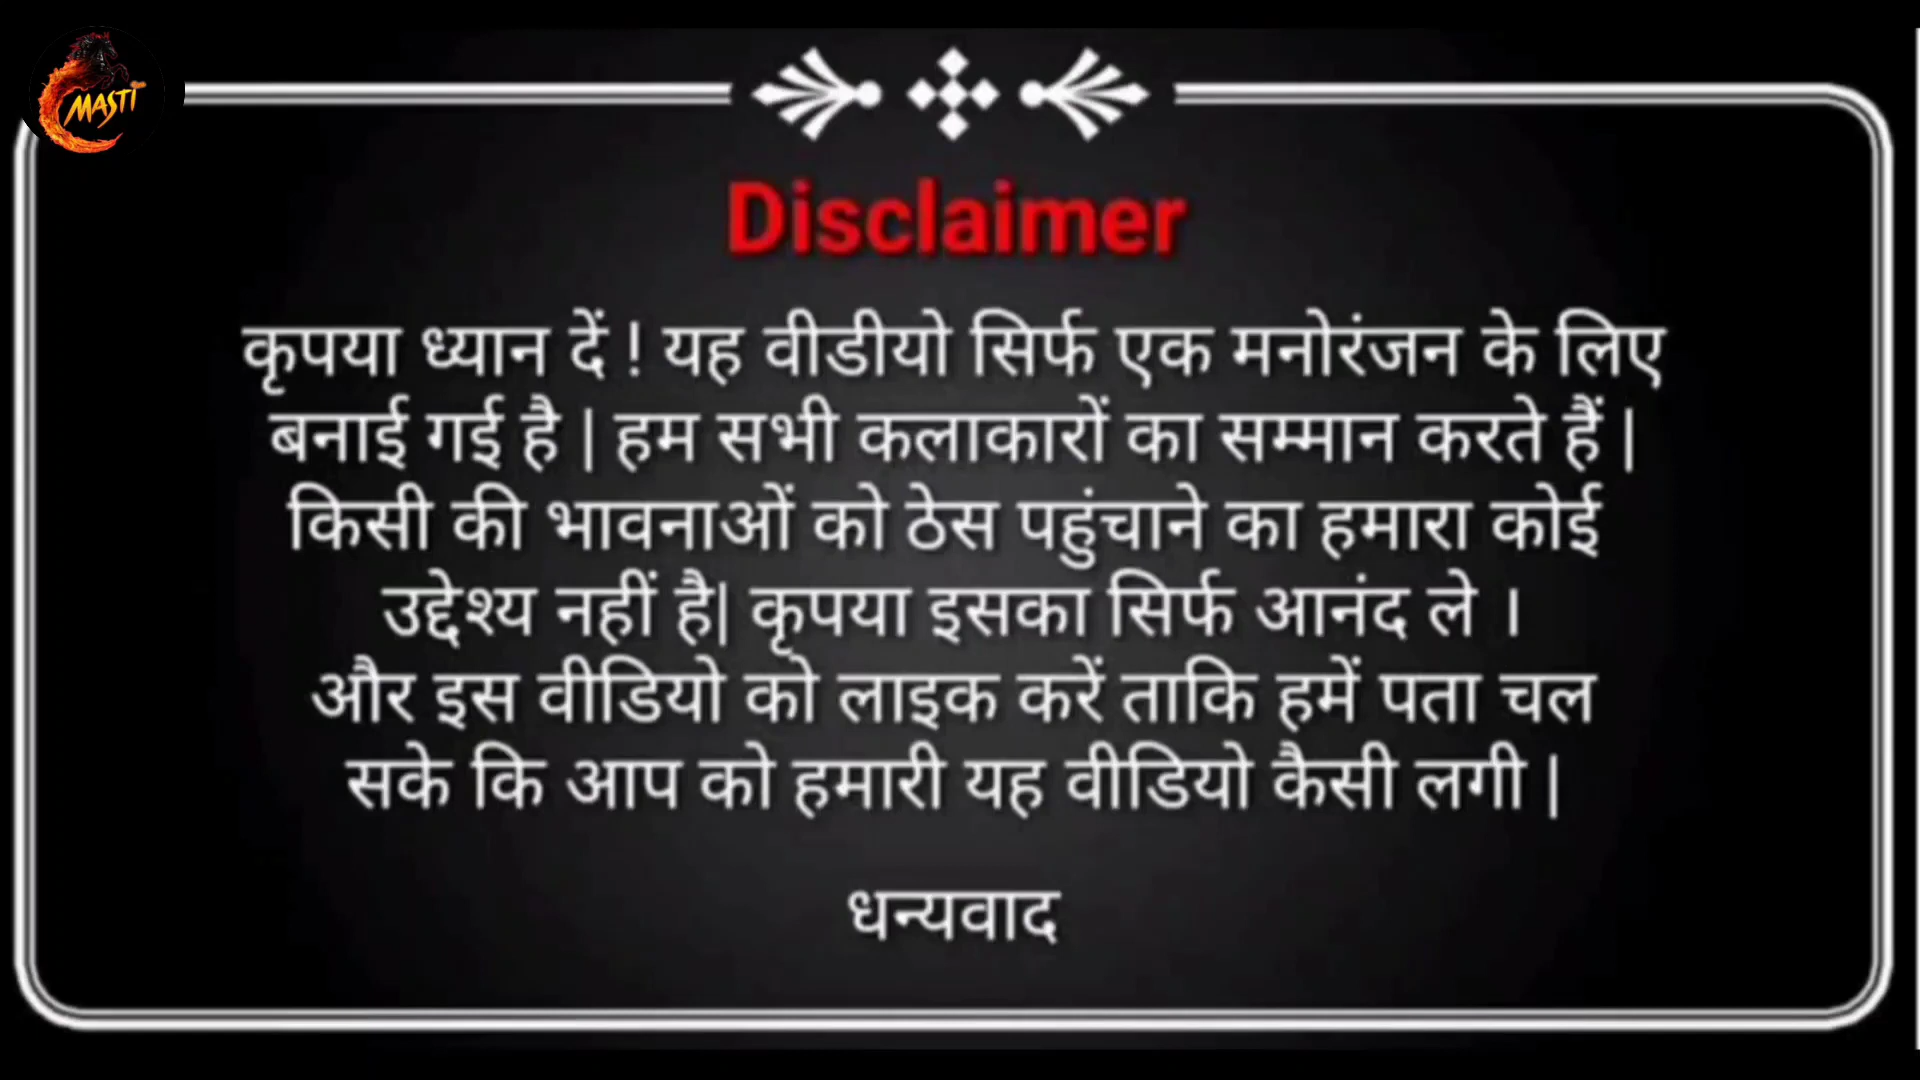 MASTI
Disclaimer
कृपया ध्यान दें ! यह वीडीयो सिर्फ एक मनोरंजन के लिए
बनाई गई है | हम सभी कलाकारों का सम्मान करते हैं |
किसी की भावनाओं को ठेस पहुंचाने का हमारा कोई
उद्देश्य नहीं है| कृपया इसका सिर्फ आनंद ले ।
और इस वीडियो को लाइक करें ताकि हमें पता चल
सके कि आप को हमारी यह वीडियो कैसी लगी |
धन्यवाद